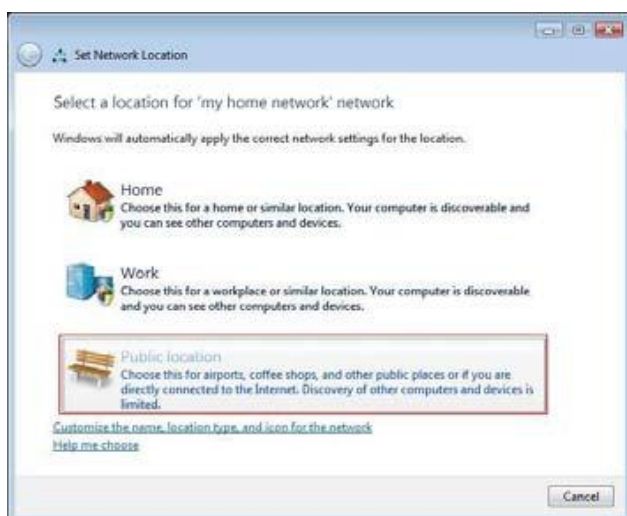 Set Network Location
Select a location for 'my home network' network
Windows will automatically apply the correct network settings for the location.
Home
Choose this for a home or similar location. Your computer is discoverable and
you can see other computers and devices.
Work
Choose this for a workplace or similar location. Your computer is discoverable
and you can see other computers and devices.
Public location
Choose this for airports, coffee shops, and other public places or if you are
directly connected to the Internet. Discovery of other computers and devices is
limited.
Customize the name, location type, and icon for the network
Help me choose
Cancel